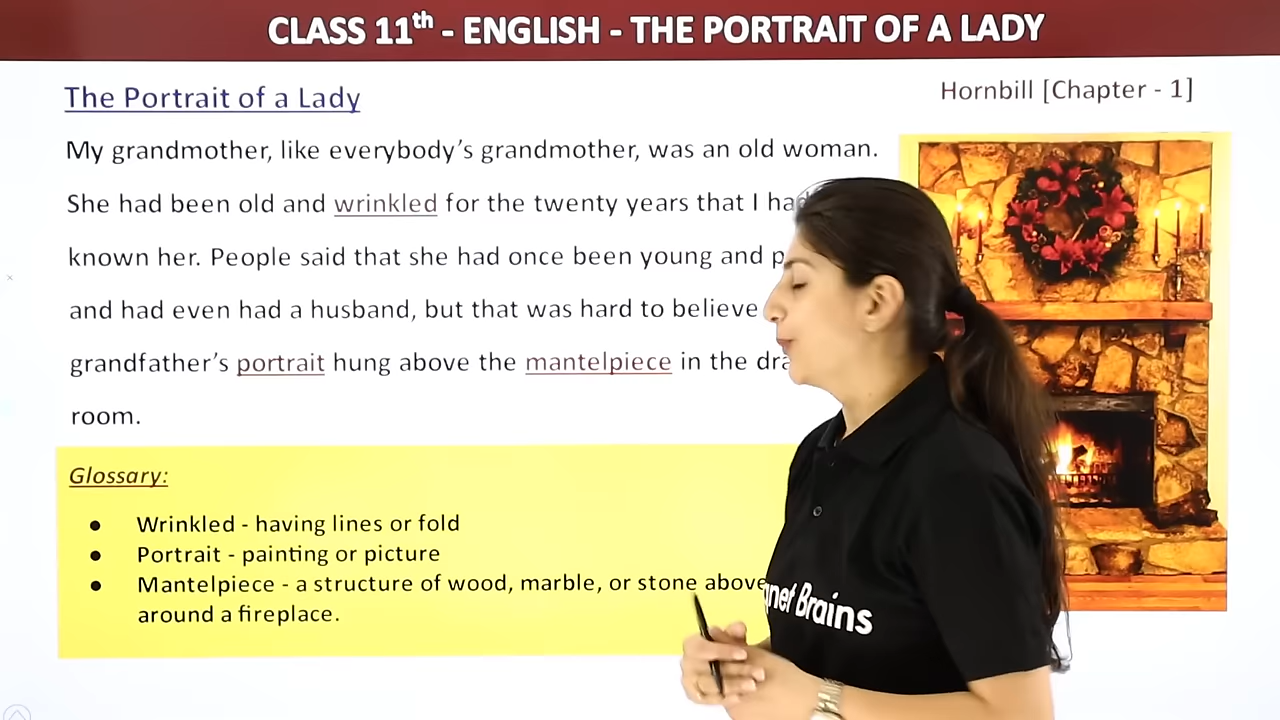 CLASS 11th - ENGLISH - THE PORTRAIT OF A LADY
The Portrait of a Lady
Hornbill [Chapter - 1]
My grandmother, like everybody's grandmother, was an old woman.
She had been old and wrinkled for the twenty years that I had
known her. People said that she had once been young and
and had even had a husband, but that was hard to believe
grandfather's portrait hung above the mantelpiece in the
room.
Glossary:
● Wrinkled - having lines or fold
● Portrait - painting or picture
● Mantelpiece - a structure of wood, marble, or stone above
around a fireplace.
Brains